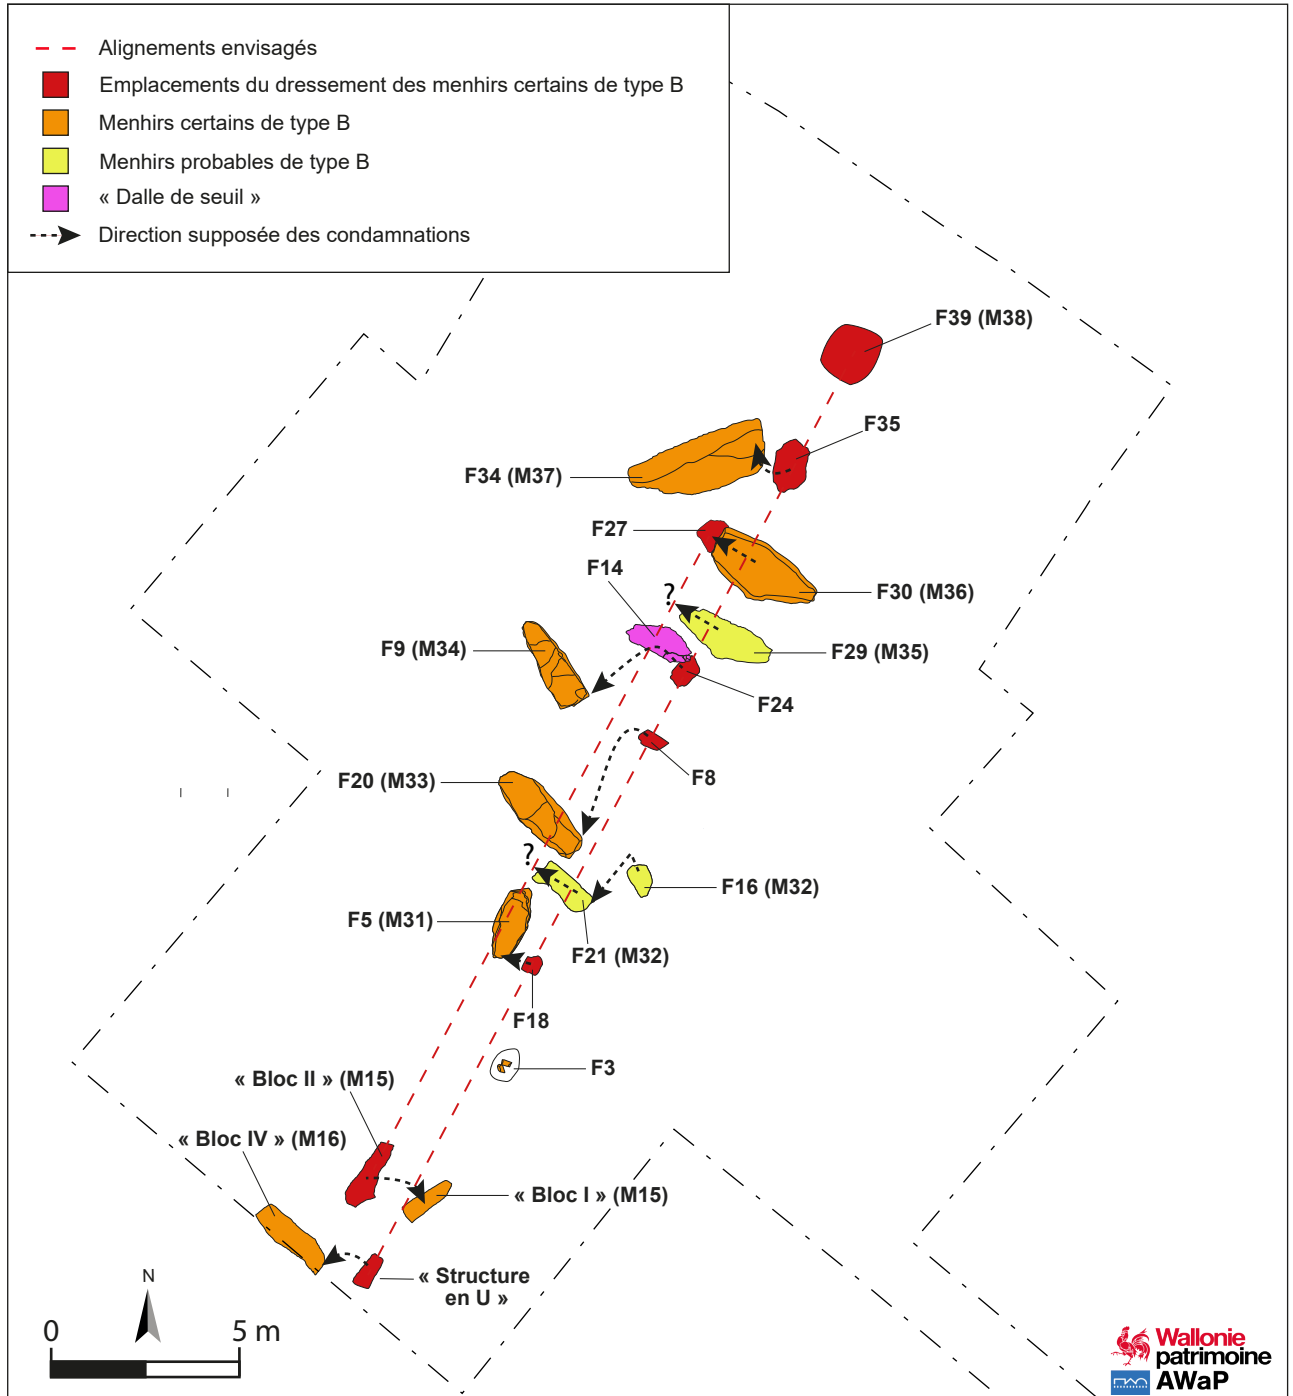 Alignements envisagés
Emplacements du dressement des menhirs certains de type B
Menhirs certains de type B
Menhirs probables de type B
« Dalle de seuil »
Direction supposée des condamnations
F39 (M38)
F35
F34 (M37)
F27
F14
?
F30 (M36)
F9 (M34)
F29 (M35)
F24
F8
F20 (M33)
?
F16 (M32)
F5 (M31)
F21 (M32)
F18
F3
« Bloc II » (M15)
« Bloc IV » (M16)
« Bloc I » (M15)
« Structure
en U »
N
0 5 m
Wallonie
patrimoine
AWaP